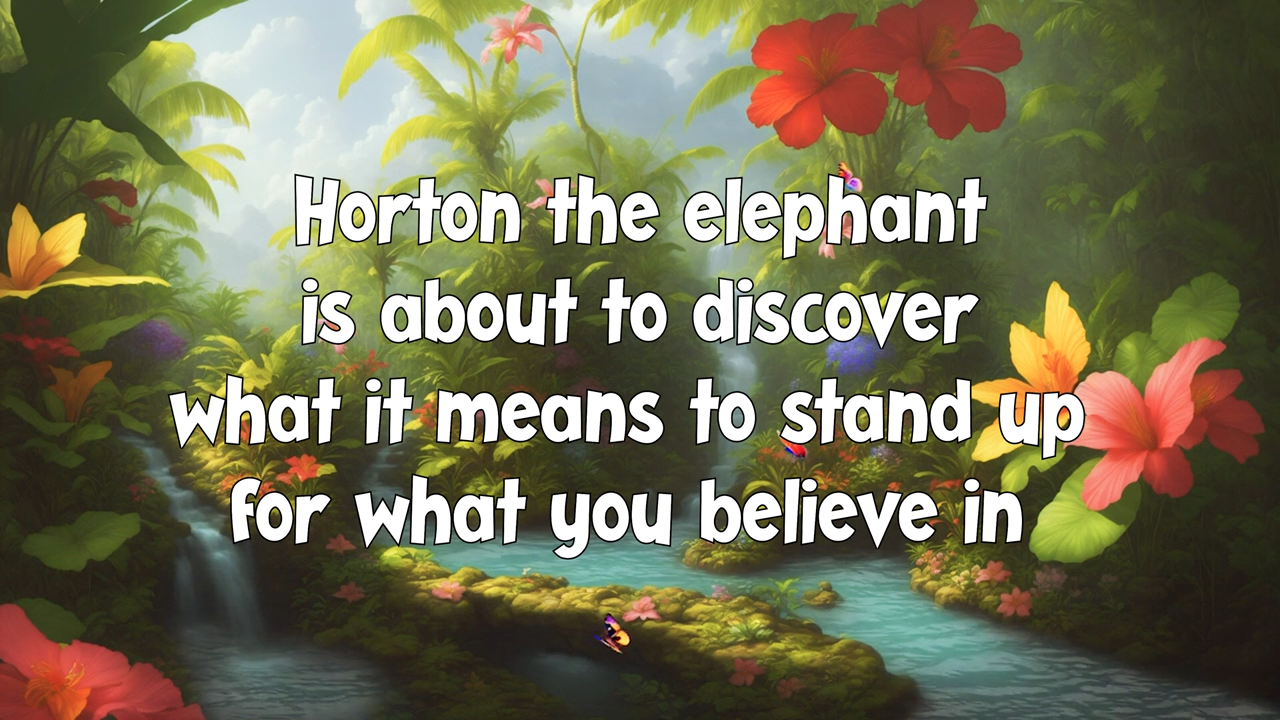 Horton the elephant
is about to discover
what it means to stand up
for what you believe in